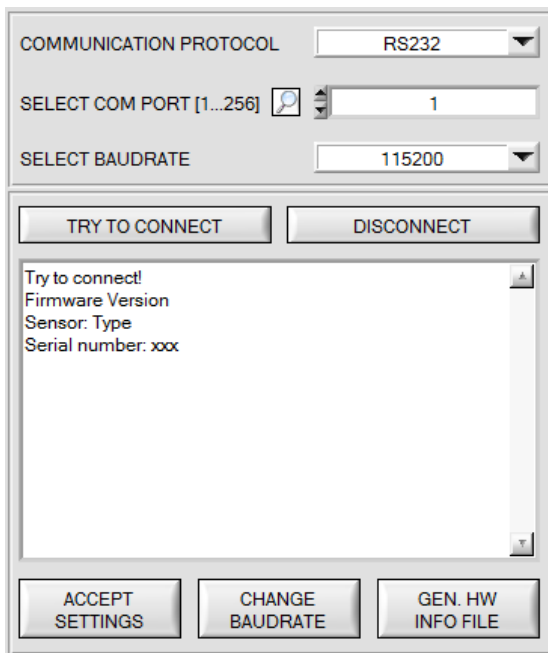 COMMUNICATION PROTOCOL RS232
SELECT COM PORT [1...256] 1
SELECT BAUDRATE 115200
TRY TO CONNECT DISCONNECT
Try to connect!
Firmware Version
Sensor: Type
Serial number: xxx
ACCEPT CHANGE GEN. HW
SETTINGS BAUDRATE INFO FILE